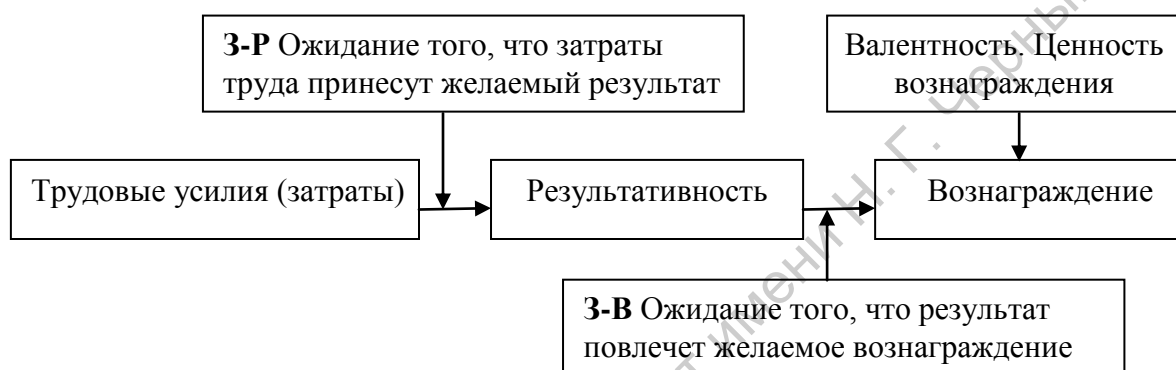 З-Р Ожидание того, что затраты
труда принесут желаемый результат
Валентность. Ценность
вознаграждения
Трудовые усилия (затраты)
Результативность
Вознаграждение
З-В Ожидание того, что результат
повлечет желаемое вознаграждение
имени Н. Г.